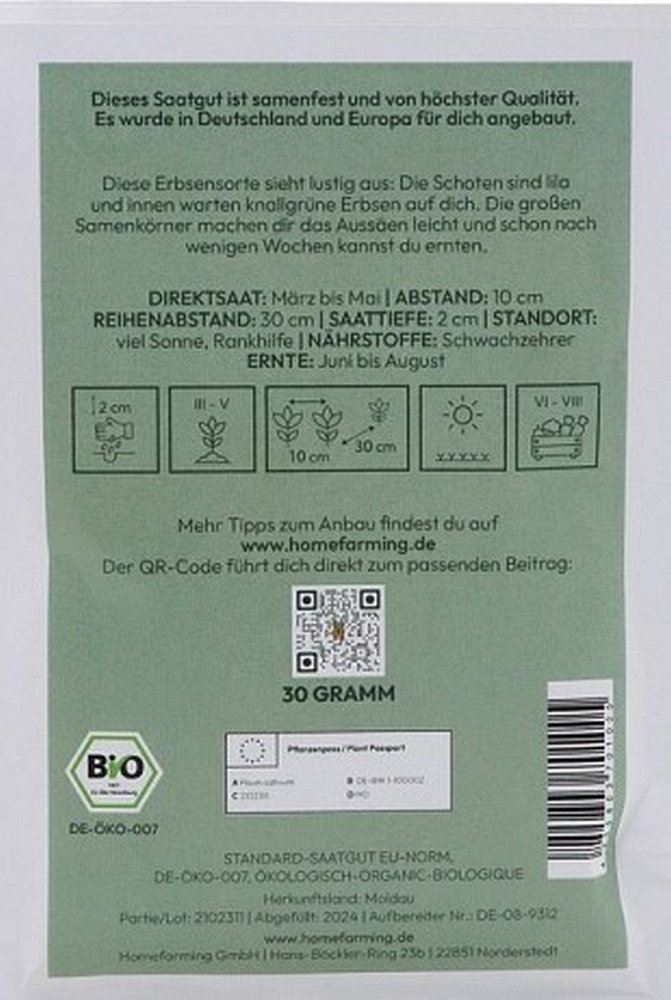 Dieses Saatgut ist samenfest und von höchster Qualität.
Es wurde in Deutschland und Europa für dich angebaut.
Diese Erbsensorte sieht lustig aus: Die Schoten sind lila
und innen warten knallgrüne Erbsen auf dich. Die großen
Samenkörner machen dir das Aussäen leicht und schon nach
wenigen Wochen kannst du ernten.
DIREKTSAAT: März bis Mai | ABSTAND: 10 cm
REIHENABSTAND: 30 cm | SAATTIEFE: 2 cm | STANDORT:
viel Sonne, Rankhilfe | NÄHRSTOFFE: Schwachzehrer
ERNTE: Juni bis August
2 cm
III - V
10 cm
30 cm
VI - VIII
Mehr Tipps zum Anbau findest du auf
www.homefarming.de
Der QR-Code führt dich direkt zum passenden Beitrag:
30 GRAMM
Pflanzenpass / Plant Passport
A
B
C
D
Bio
DE-ÖKO-007
STANDARD-SAATGUT EU-NORM,
DE-ÖKO-007, ÖKOLOGISCH-ORGANIC-BIOLOGIQUE
Herkunftsland: Moldau
Partie/Lot: 2102311 | Abgefüllt: 2024 | Aufbereiter Nr.: DE-08-9312
www.homefarming.de
Homefarming GmbH | Hans-Böckler-Ring 23b | 22851 Norderstedt